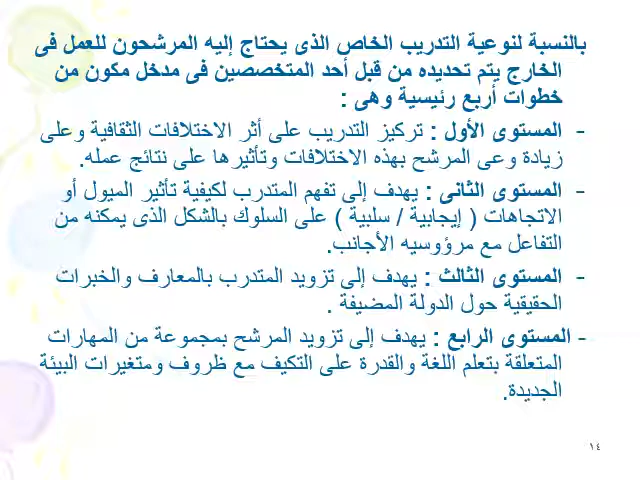 بالنسبة لنوعية التدريب الخاص الذى يحتاج إليه المرشحون للعمل فى
الخارج يتم تحديده من قبل أحد المتخصصين فى مدخل مكون من
خطوات أربع رئيسية وهى :
- المستوى الأول : تركيز التدريب على أثر الاختلافات الثقافية وعلى
زيادة وعى المرشح بهذه الاختلافات وتأثيرها على نتائج عمله.
- المستوى الثانى : يهدف إلى تفهم المتدرب لكيفية تأثير الميول أو
الاتجاهات ( إيجابية / سلبية ) على السلوك بالشكل الذى يمكنه من
التفاعل مع مرؤوسيه الأجانب.
- المستوى الثالث : يهدف إلى تزويد المتدرب بالمعارف والخبرات
الحقيقية حول الدولة المضيفة .
- المستوى الرابع : يهدف إلى تزويد المرشح بمجموعة من المهارات
المتعلقة بتعلم اللغة والقدرة على التكيف مع ظروف ومتغيرات البيئة
الجديدة.
١٤